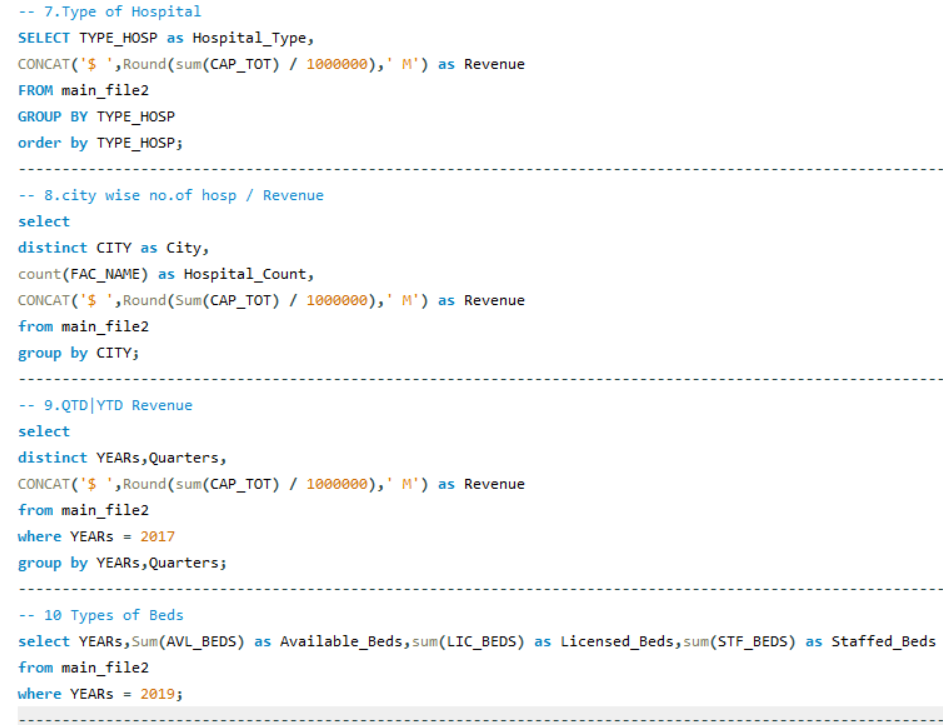 -- 7.Type of Hospital
SELECT TYPE_HOSP as Hospital_Type,
CONCAT('$ ',Round(sum(CAP_TOT) / 1000000),' M') as Revenue
FROM main_file2
GROUP BY TYPE_HOSP
order by TYPE_HOSP;
-- 8.city wise no.of hosp / Revenue
select
distinct CITY as City,
count(FAC_NAME) as Hospital_Count,
CONCAT('$ ',Round(Sum(CAP_TOT) / 1000000),' M') as Revenue
from main_file2
group by CITY;
-- 9.QTD|YTD Revenue
select
distinct YEARs,Quarters,
CONCAT('$ ',Round(sum(CAP_TOT) / 1000000),' M') as Revenue
from main_file2
where YEARs = 2017
group by YEARs,Quarters;
-- 10 Types of Beds
select YEARs,Sum(AVL_BEDS) as Available_Beds,sum(LIC_BEDS) as Licensed_Beds,sum(STF_BEDS) as Staffed_Beds
from main_file2
where YEARs = 2019;